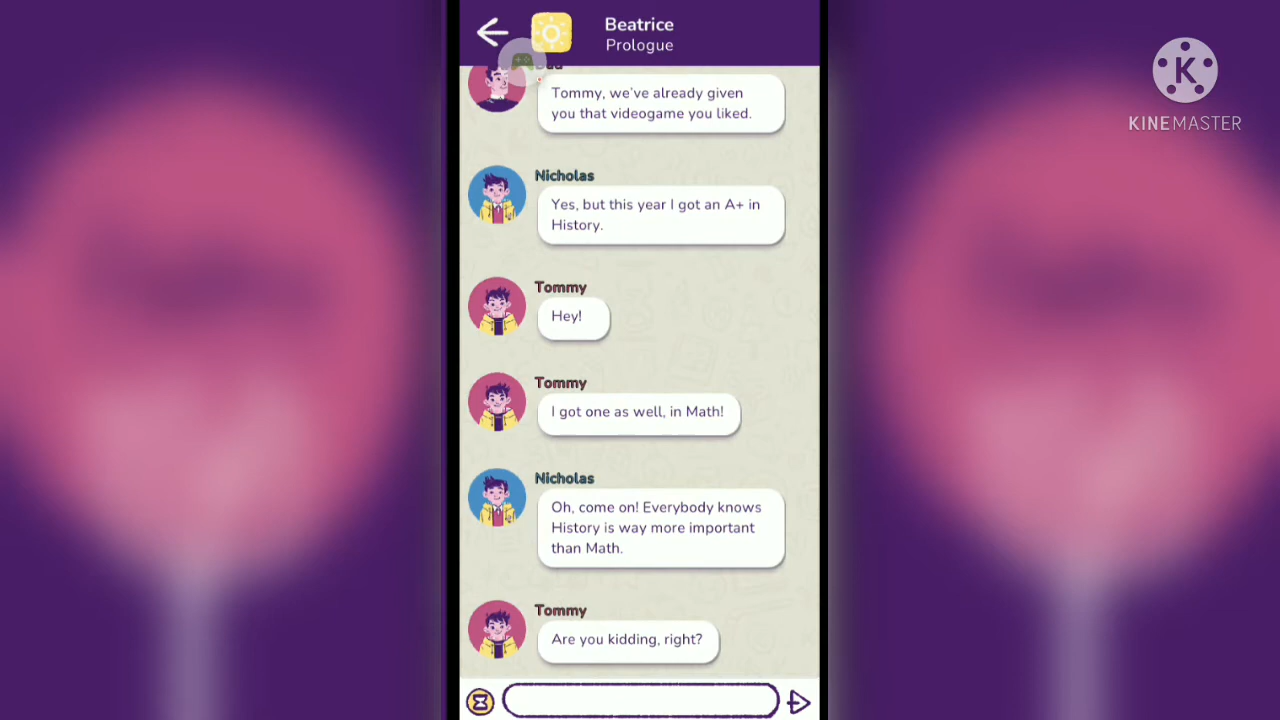 Beatrice
Prologue
Tommy, we've already given
you that videogame you liked.
Nicholas
Yes, but this year I got an A+ in
History.
Tommy
Hey!
Tommy
I got one as well, in Math!
Nicholas
Oh, come on! Everybody knows
History is way more important
than Math.
Tommy
Are you kidding, right?
K
KINEMASTER